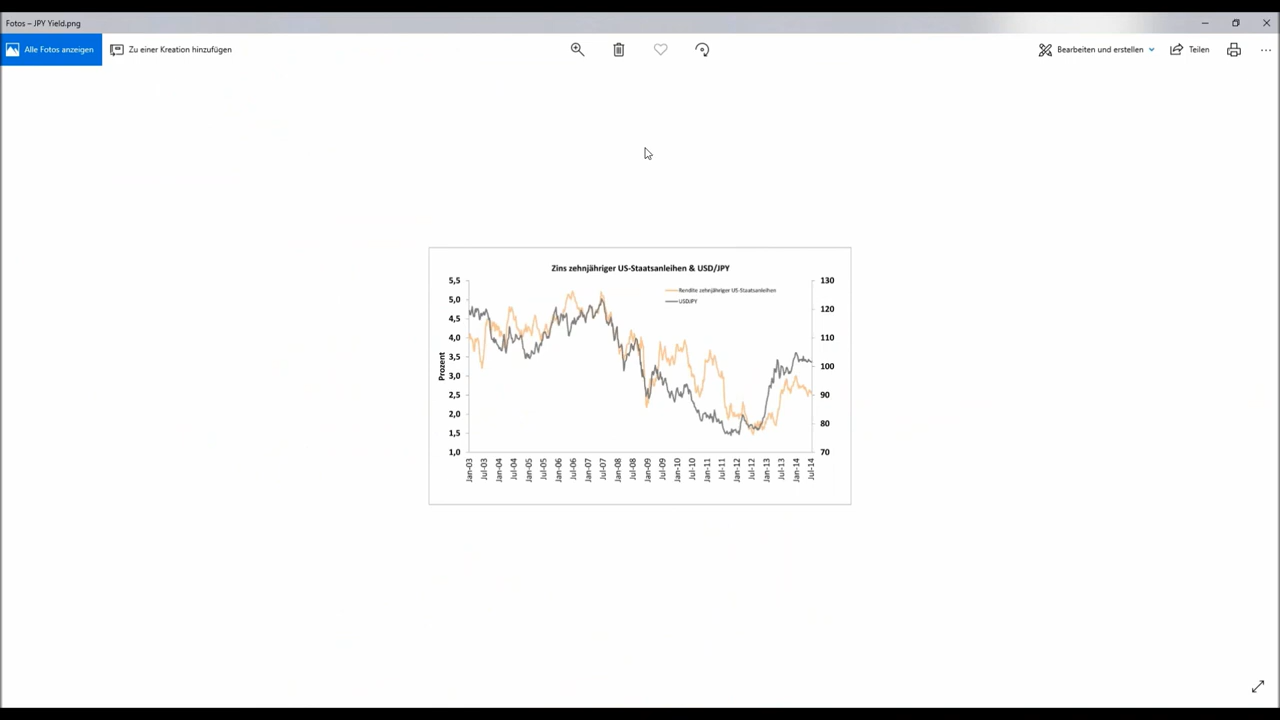 Fotos – JPY Yield.png
Alle Fotos anzeigen
Zu einer Kreation hinzufügen
Bearbeiten und erstellen
Teilen
Zins zehnjähriger US-Staatsanleihen & USD/JPY
Rendite zehnjähriger US-Staatsanleihen
USDJPY
Prozent
5,5
5,0
4,5
4,0
3,5
3,0
2,5
2,0
1,5
1,0
130
120
110
100
90
80
70
Jan-03
Jul-03
Jan-04
Jul-04
Jan-05
Jul-05
Jan-06
Jul-06
Jan-07
Jul-07
Jan-08
Jul-08
Jan-09
Jul-09
Jan-10
Jul-10
Jan-11
Jul-11
Jan-12
Jul-12
Jan-13
Jul-13
Jan-14
Jul-14